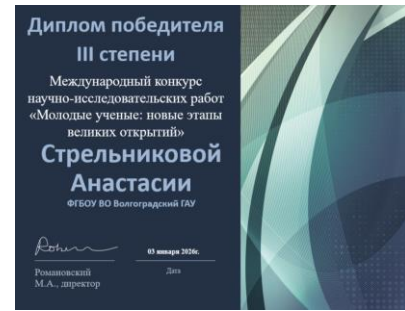 Диплом победителя
III степени
Международный конкурс
научно-исследовательских работ
«Молодые ученые: новые этапы
великих открытий»
Стрельниковой
Анастасии
ФГБОУ ВО Волгоградский ГАУ
03 января 2026г.
Романовский
М.А., директор
Дата